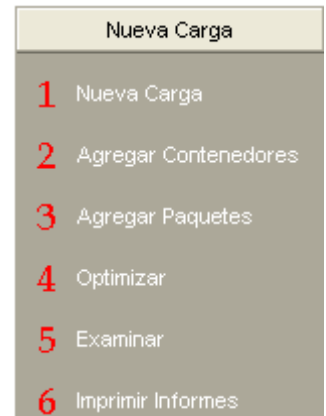 Nueva Carga
1 Nueva Carga
2 Agregar Contenedores
3 Agregar Paquetes
4 Optimizar
5 Examinar
6 Imprimir Informes